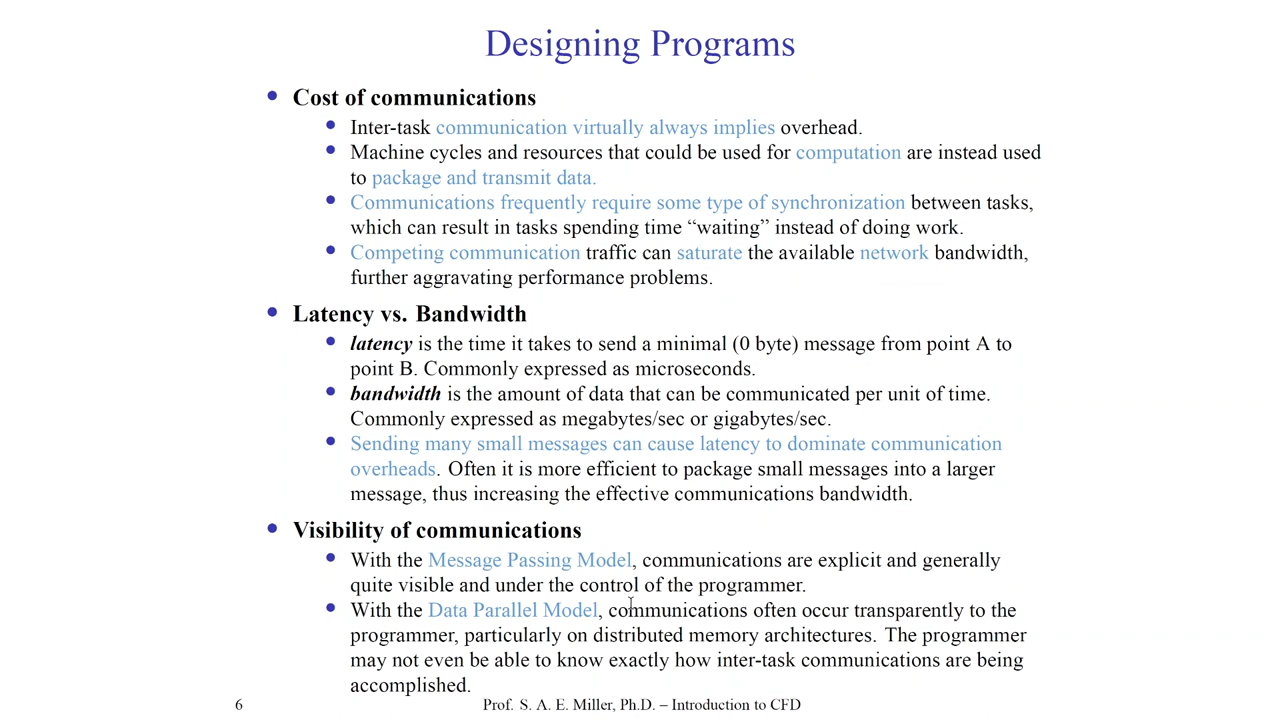 Designing Programs
• Cost of communications
• Inter-task communication virtually always implies overhead.
• Machine cycles and resources that could be used for computation are instead used
to package and transmit data.
• Communications frequently require some type of synchronization between tasks,
which can result in tasks spending time “waiting” instead of doing work.
• Competing communication traffic can saturate the available network bandwidth,
further aggravating performance problems.
• Latency vs. Bandwidth
• latency is the time it takes to send a minimal (0 byte) message from point A to
point B. Commonly expressed as microseconds.
• bandwidth is the amount of data that can be communicated per unit of time.
Commonly expressed as megabytes/sec or gigabytes/sec.
• Sending many small messages can cause latency to dominate communication
overheads. Often it is more efficient to package small messages into a larger
message, thus increasing the effective communications bandwidth.
• Visibility of communications
• With the Message Passing Model, communications are explicit and generally
quite visible and under the control of the programmer.
• With the Data Parallel Model, communications often occur transparently to the
programmer, particularly on distributed memory architectures. The programmer
may not even be able to know exactly how inter-task communications are being
accomplished.
6 Prof. S. A. E. Miller, Ph.D. – Introduction to CFD